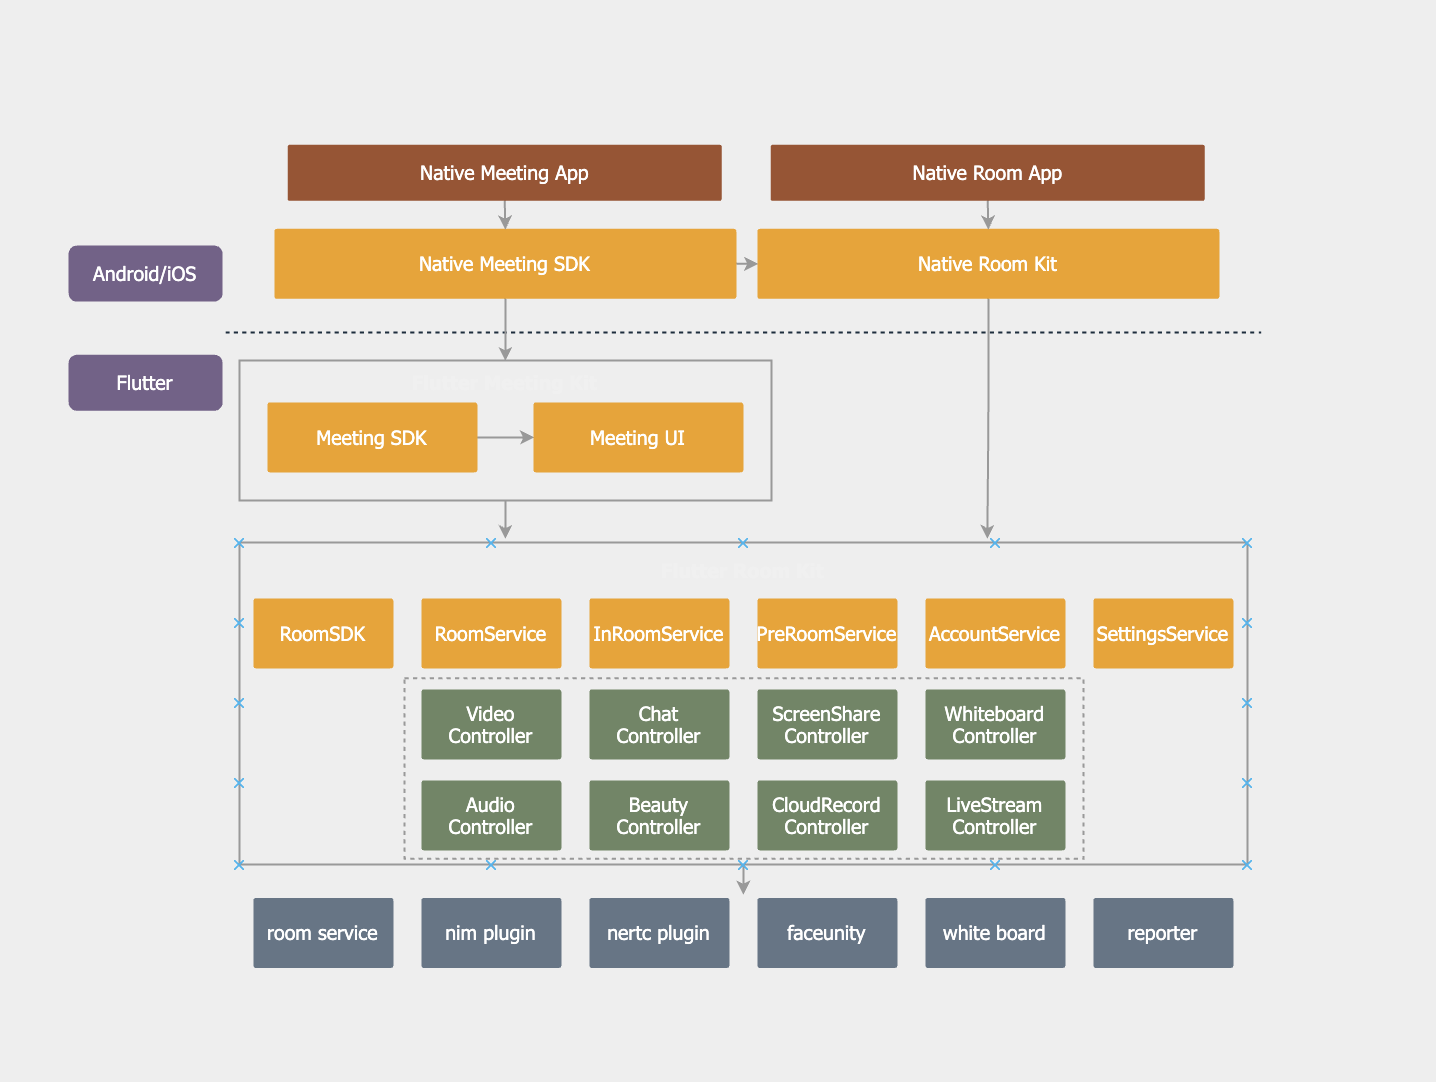 Native Meeting App
Native Room App
Android/iOS
Native Meeting SDK
Native Room Kit
Flutter
Flutter Meeting Kit
Meeting SDK
Meeting UI
Flutter Room Kit
RoomSDK
RoomService
InRoomService
PreRoomService
AccountService
SettingsService
Video
Controller
Chat
Controller
ScreenShare
Controller
Whiteboard
Controller
Audio
Controller
Beauty
Controller
CloudRecord
Controller
LiveStream
Controller
room service
nim plugin
nertc plugin
faceunity
white board
reporter